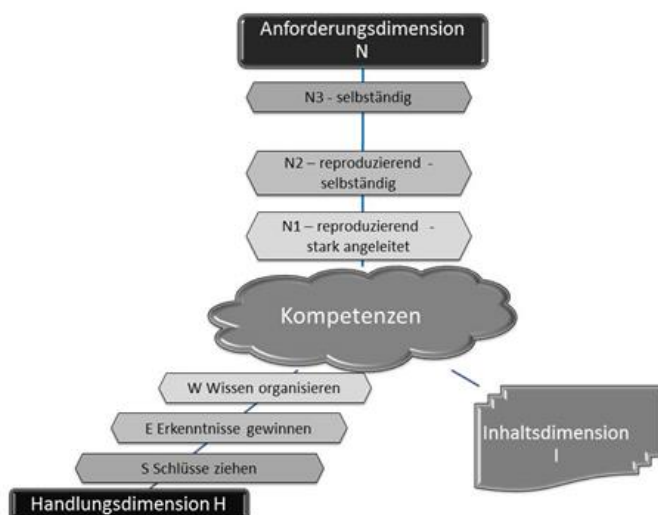 Anforderungsdimension
N
N3 - selbständig
N2 – reproduzierend -
selbständig
N1 – reproduzierend -
stark angeleitet
Kompetenzen
W Wissen organisieren
E Erkenntnisse gewinnen
S Schlüsse ziehen
Handlungsdimension H
Inhaltsdimension
I